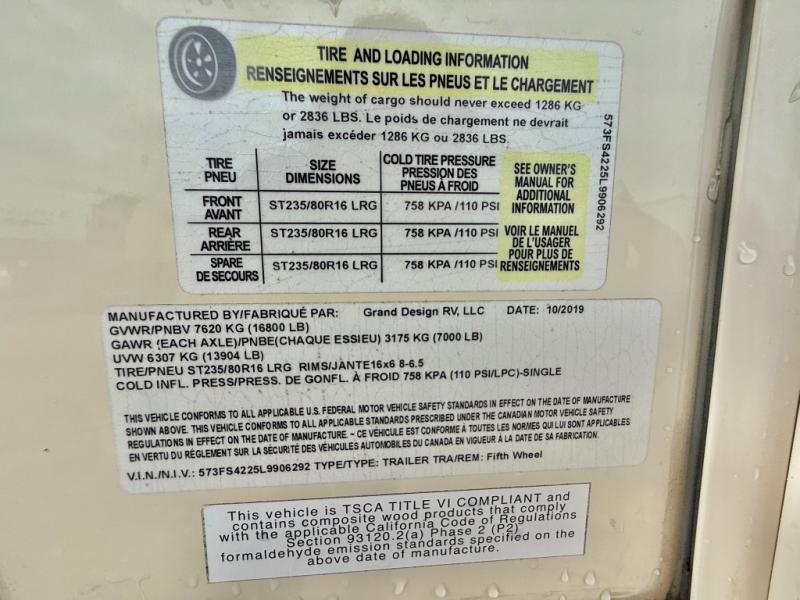 TIRE AND LOADING INFORMATION
RENSEIGNEMENTS SUR LES PNEUS ET LE CHARGEMENT
The weight of cargo should never exceed 1286 KG
or 2836 LBS. Le poids de chargement ne devrait
jamais excéder 1286 KG ou 2836 LBS.
TIRE PNEU SIZE DIMENSIONS COLD TIRE PRESSURE PRESSION DES PNEUS À FROID
FRONT AVANT ST235/80R16 LRG 758 KPA /110 PSI
REAR ARRIÈRE ST235/80R16 LRG 758 KPA /110 PSI
SPARE DE SECOURS ST235/80R16 LRG 758 KPA /110 PSI
SEE OWNER'S
MANUAL FOR
ADDITIONAL
INFORMATION
VOIR LE MANUEL
DE L'USAGER
POUR PLUS DE
RENSEIGNEMENTS
573FS4225L9906292
MANUFACTURED BY/FABRIQUÉ PAR: Grand Design RV, LLC DATE: 10/2019
GVWR/PNBV 7620 KG (16800 LB)
GAWR (EACH AXLE)/PNBE(CHAQUE ESSIEU) 3175 KG (7000 LB)
UVW 6307 KG (13904 LB)
TIRE/PNEU ST235/80R16 LRG RIMS/JANTE16x6 8-6.5
COLD INFL. PRESS/PRESS. DE GONFL. À FROID 758 KPA (110 PSI/LPC)-SINGLE
THIS VEHICLE CONFORMS TO ALL APPLICABLE U.S. FEDERAL MOTOR VEHICLE SAFETY STANDARDS IN EFFECT ON THE DATE OF MANUFACTURE
SHOWN ABOVE. THIS VEHICLE CONFORMS TO ALL APPLICABLE STANDARDS PRESCRIBED UNDER THE CANADIAN MOTOR VEHICLE SAFETY
REGULATIONS IN EFFECT ON THE DATE OF MANUFACTURE. ~ CE VÉHICULE EST CONFORME À TOUTES LES NORMES QUI LUI SONT APPLICABLES
EN VERTU DU RÈGLEMENT SUR LA SÉCURITÉ DES VÉHICULES AUTOMOBILES DU CANADA EN VIGUEUR À LA DATE DE SA FABRICATION.
V.I.N./N.I.V.: 573FS4225L9906292 TYPE/TYPE: TRAILER TRA/REM: Fifth Wheel
This vehicle is TSCA TITLE VI COMPLIANT and
contains composite wood products that comply
with the applicable California Code of Regulations
Section 93120.2(a) Phase 2 (P2)
formaldehyde emission standards specified on the
above date of manufacture.